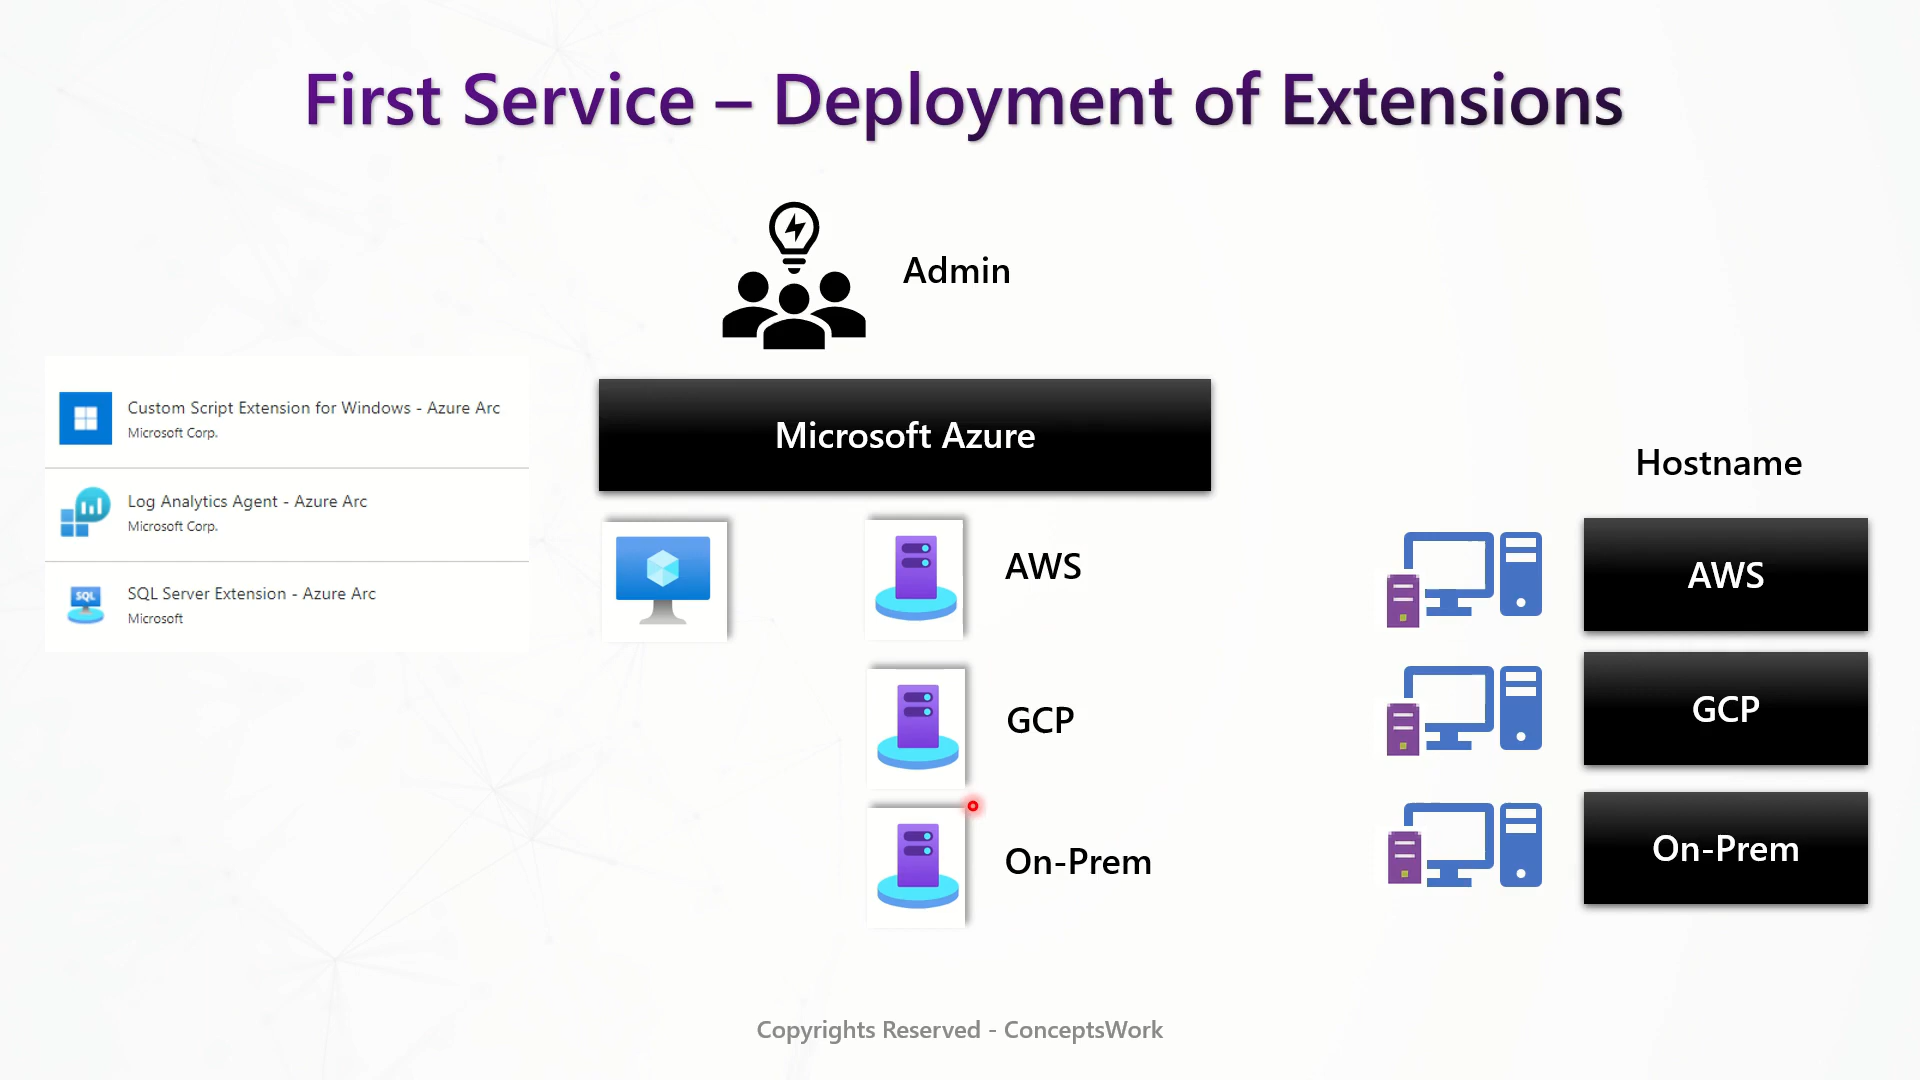 First Service – Deployment of Extensions
Admin
Custom Script Extension for Windows - Azure Arc
Microsoft Corp.
Log Analytics Agent - Azure Arc
Microsoft Corp.
SQL
SQL Server Extension - Azure Arc
Microsoft
Microsoft Azure
AWS
GCP
On-Prem
Hostname
AWS
GCP
On-Prem
Copyrights Reserved - ConceptsWork